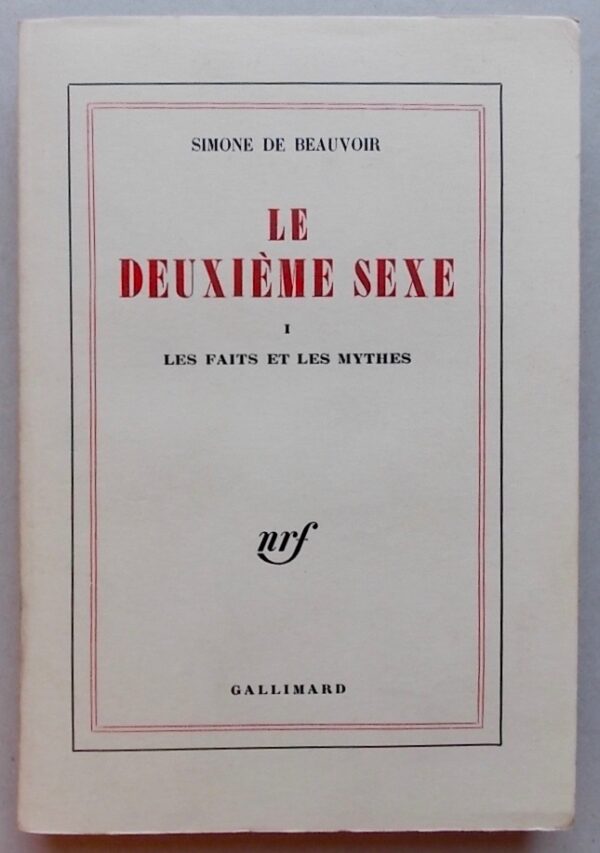 SIMONE DE BEAUVOIR
LE
DEUXIÈME SEXE
I
LES FAITS ET LES MYTHES
nrf
GALLIMARD